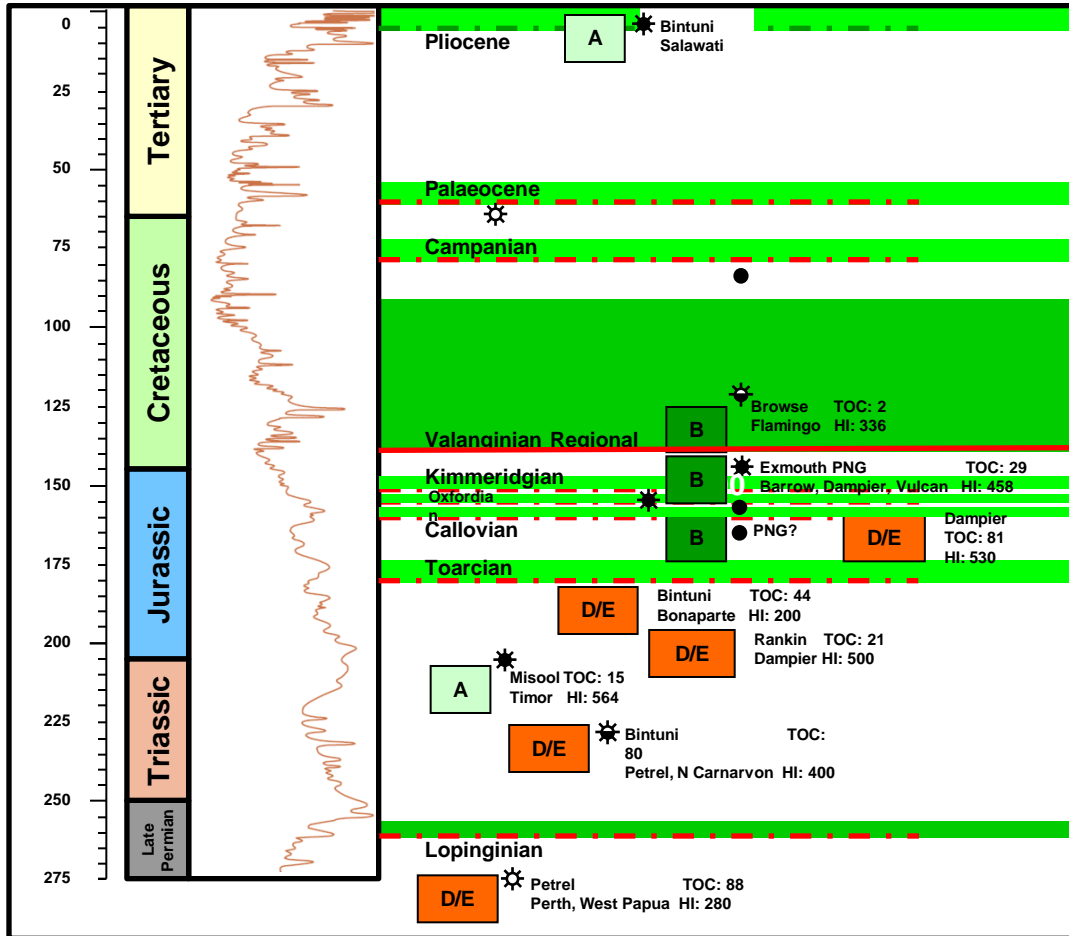 0
25
50
75
100
125
150
175
200
225
250
275
Tertiary
Cretaceous
Jurassic
Triassic
Late
Permian
Pliocene
A
Bintuni
Salawati
Palaeocene
Campanian
Browse TOC: 2
Flamingo HI: 336
B
Valanginian Regional
Kimmeridgian
B
0
Exmouth PNG TOC: 29
Barrow, Dampier, Vulcan HI: 458
Oxfordia
n
Callovian
B
PNG?
D/E
Dampier
TOC: 81
HI: 530
Toarcian
D/E
Bintuni TOC: 44
Bonaparte HI: 200
D/E
Rankin TOC: 21
Dampier HI: 500
A
Misool TOC: 15
Timor HI: 564
D/E
Bintuni TOC:
80
Petrel, N Carnarvon HI: 400
Lopinginian
D/E
Petrel TOC: 88
Perth, West Papua HI: 280